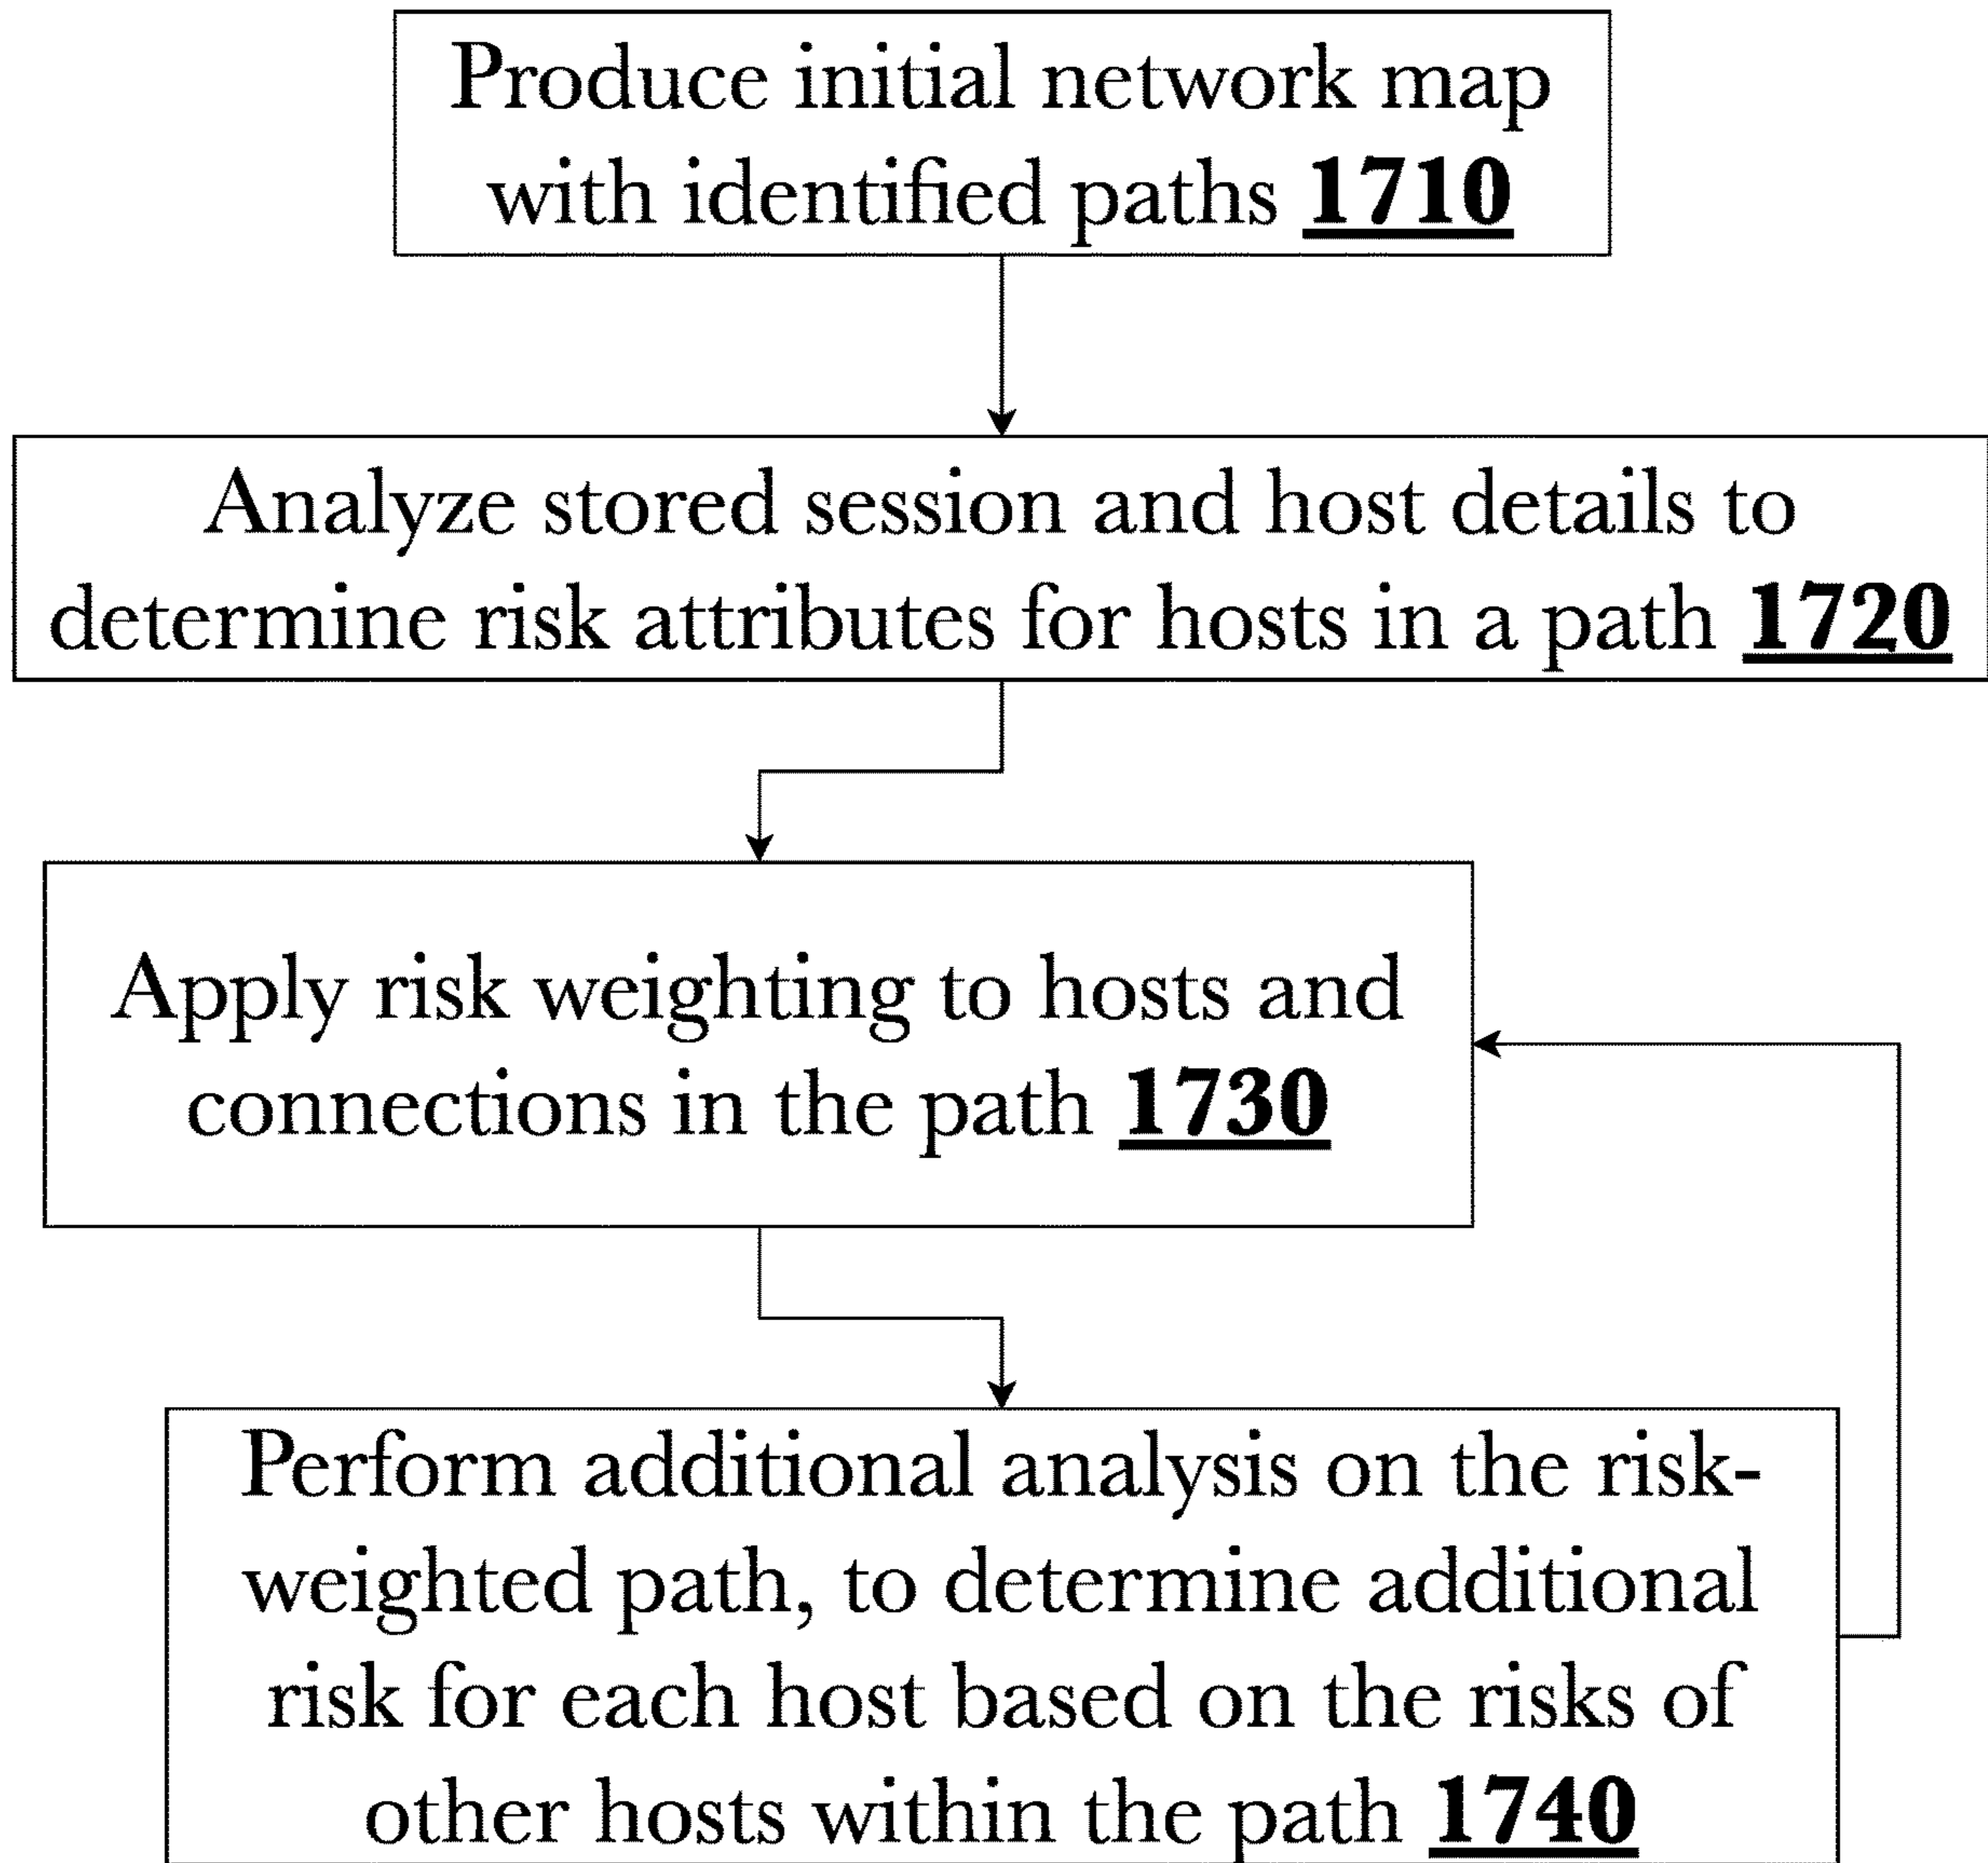 Produce initial network map
with identified paths 1710
Analyze stored session and host details to
determine risk attributes for hosts in a path 1720
Apply risk weighting to hosts and
connections in the path 1730
Perform additional analysis on the risk-
weighted path, to determine additional
risk for each host based on the risks of
other hosts within the path 1740